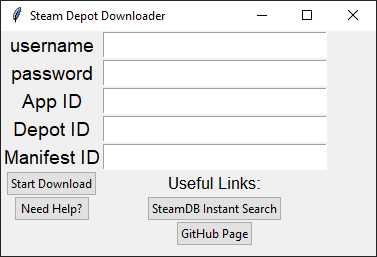 Steam Depot Downloader
username
password
App ID
Depot ID
Manifest ID
Start Download
Useful Links:
Need Help?
SteamDB Instant Search
GitHub Page